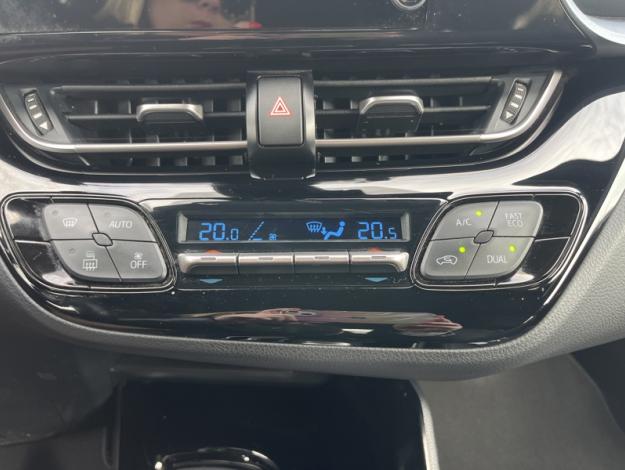 AUTO
20.0
20.5
A/C
FAST
ECO
OFF
DUAL